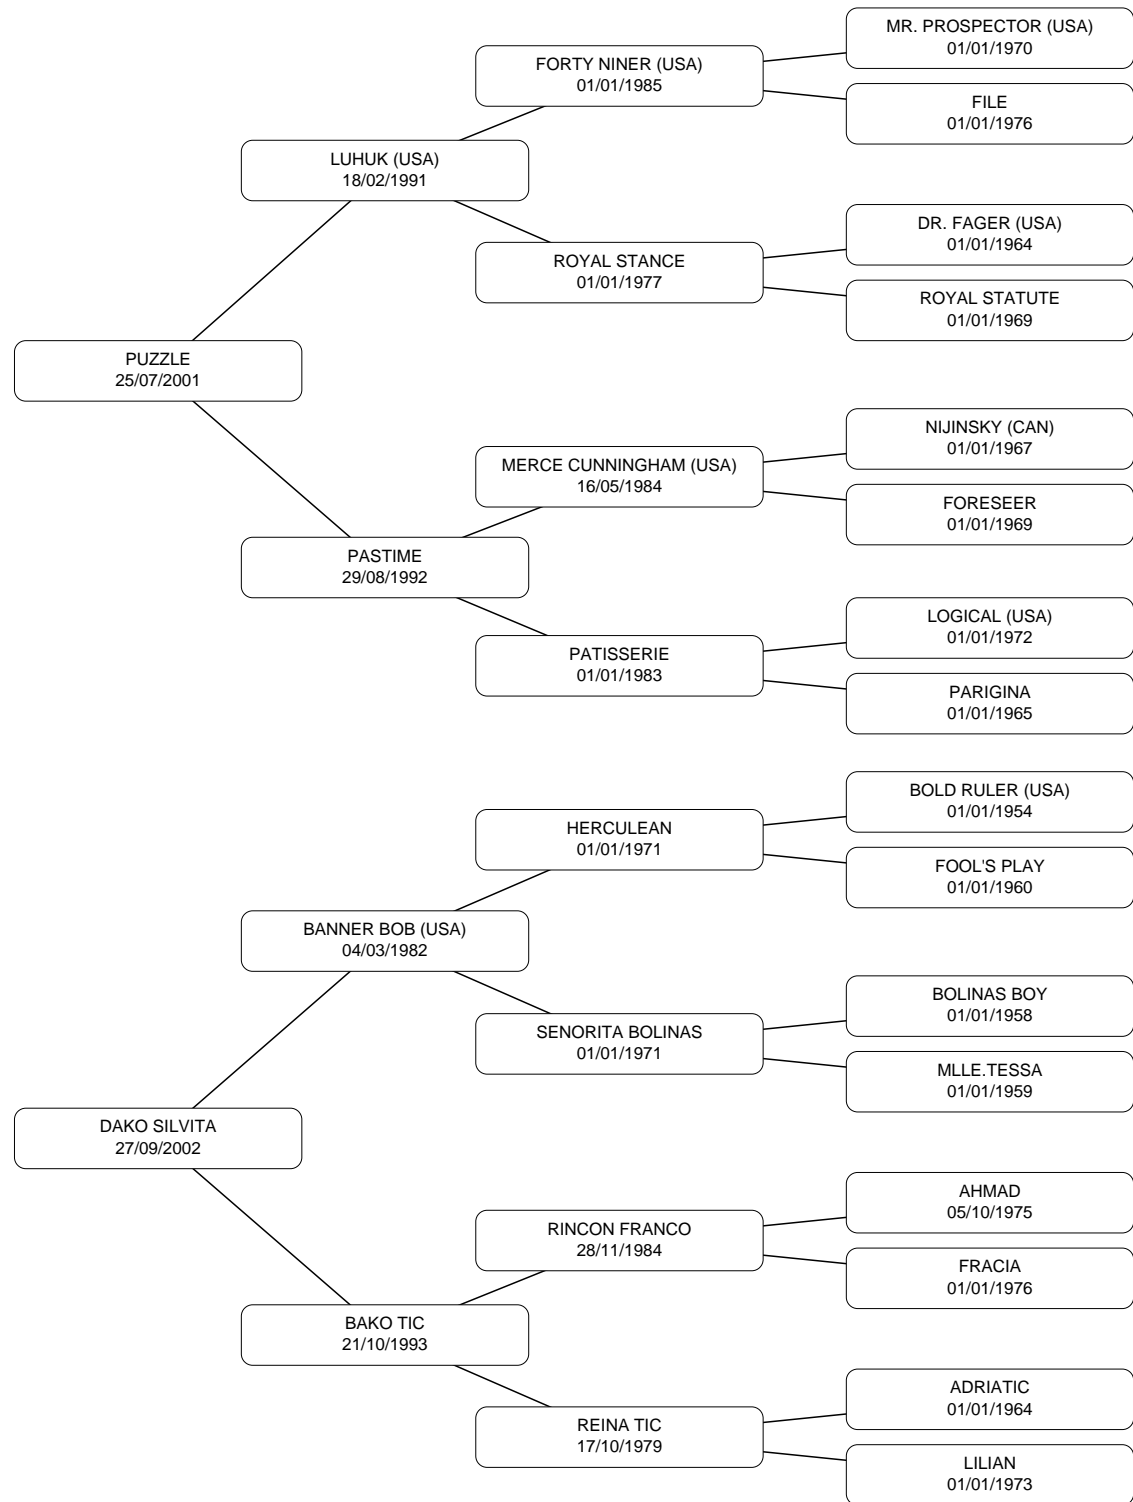 MR. PROSPECTOR (USA)
01/01/1970
FORTY NINER (USA)
01/01/1985
FILE
01/01/1976
LUHUK (USA)
18/02/1991
DR. FAGER (USA)
01/01/1964
ROYAL STANCE
01/01/1977
ROYAL STATUTE
01/01/1969
PUZZLE
25/07/2001
NIJINSKY (CAN)
01/01/1967
MERCE CUNNINGHAM (USA)
16/05/1984
FORESEER
01/01/1969
PASTIME
29/08/1992
LOGICAL (USA)
01/01/1972
PATISSERIE
01/01/1983
PARIGINA
01/01/1965
BOLD RULER (USA)
01/01/1954
HERCULEAN
01/01/1971
FOOL'S PLAY
01/01/1960
BANNER BOB (USA)
04/03/1982
BOLINAS BOY
01/01/1958
SENORITA BOLINAS
01/01/1971
MLLE.TESSA
01/01/1959
DAKO SILVITA
27/09/2002
AHMAD
05/10/1975
RINCON FRANCO
28/11/1984
FRACIA
01/01/1976
BAKO TIC
21/10/1993
ADRIATIC
01/01/1964
REINA TIC
17/10/1979
LILIAN
01/01/1973